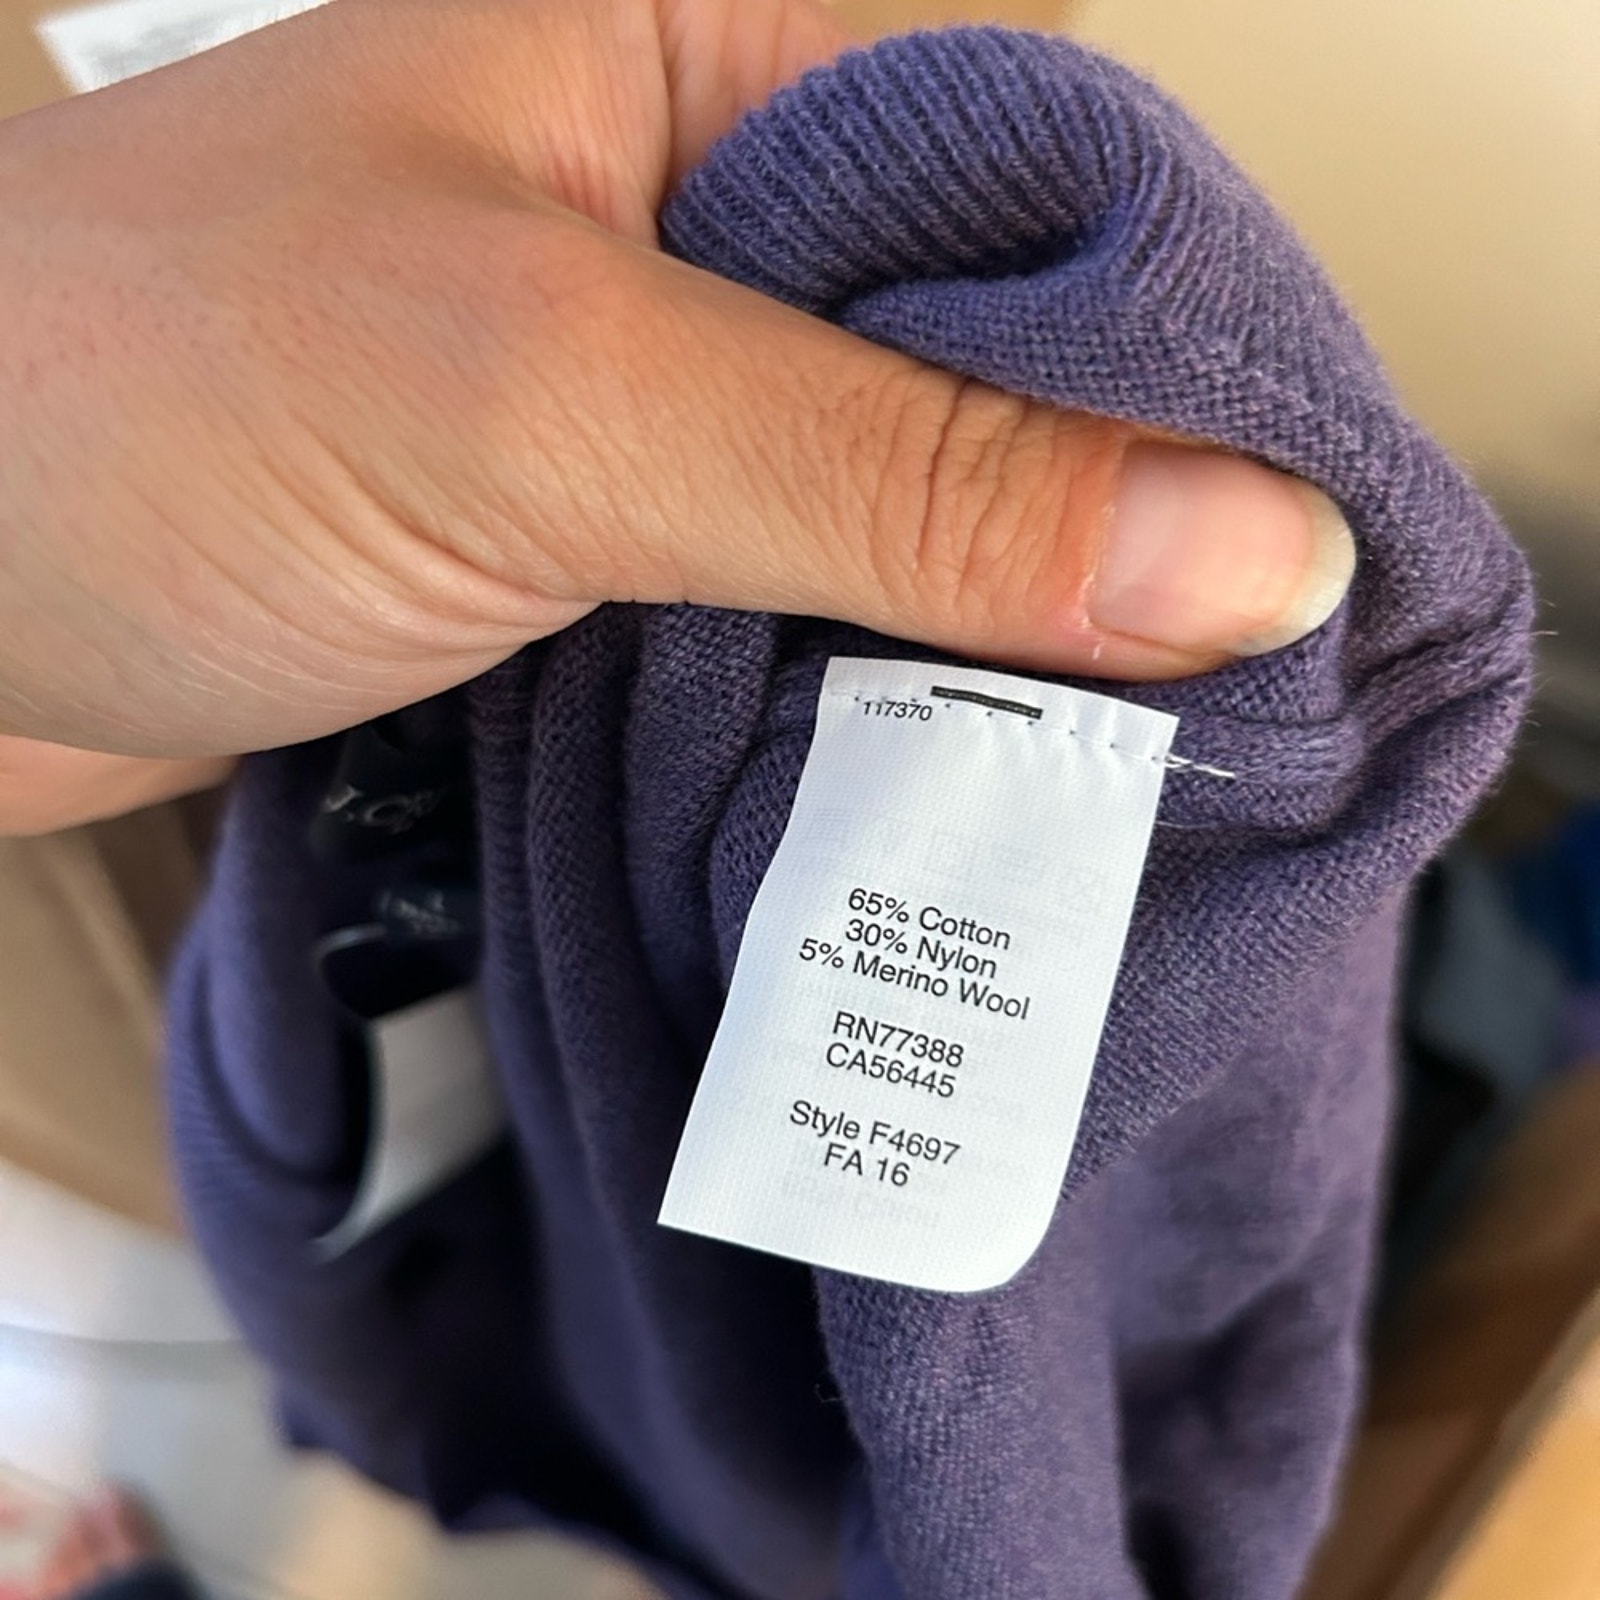 117370
65% Cotton
30% Nylon
5% Merino Wool
RN77388
CA56445
Style F4697
FA 16